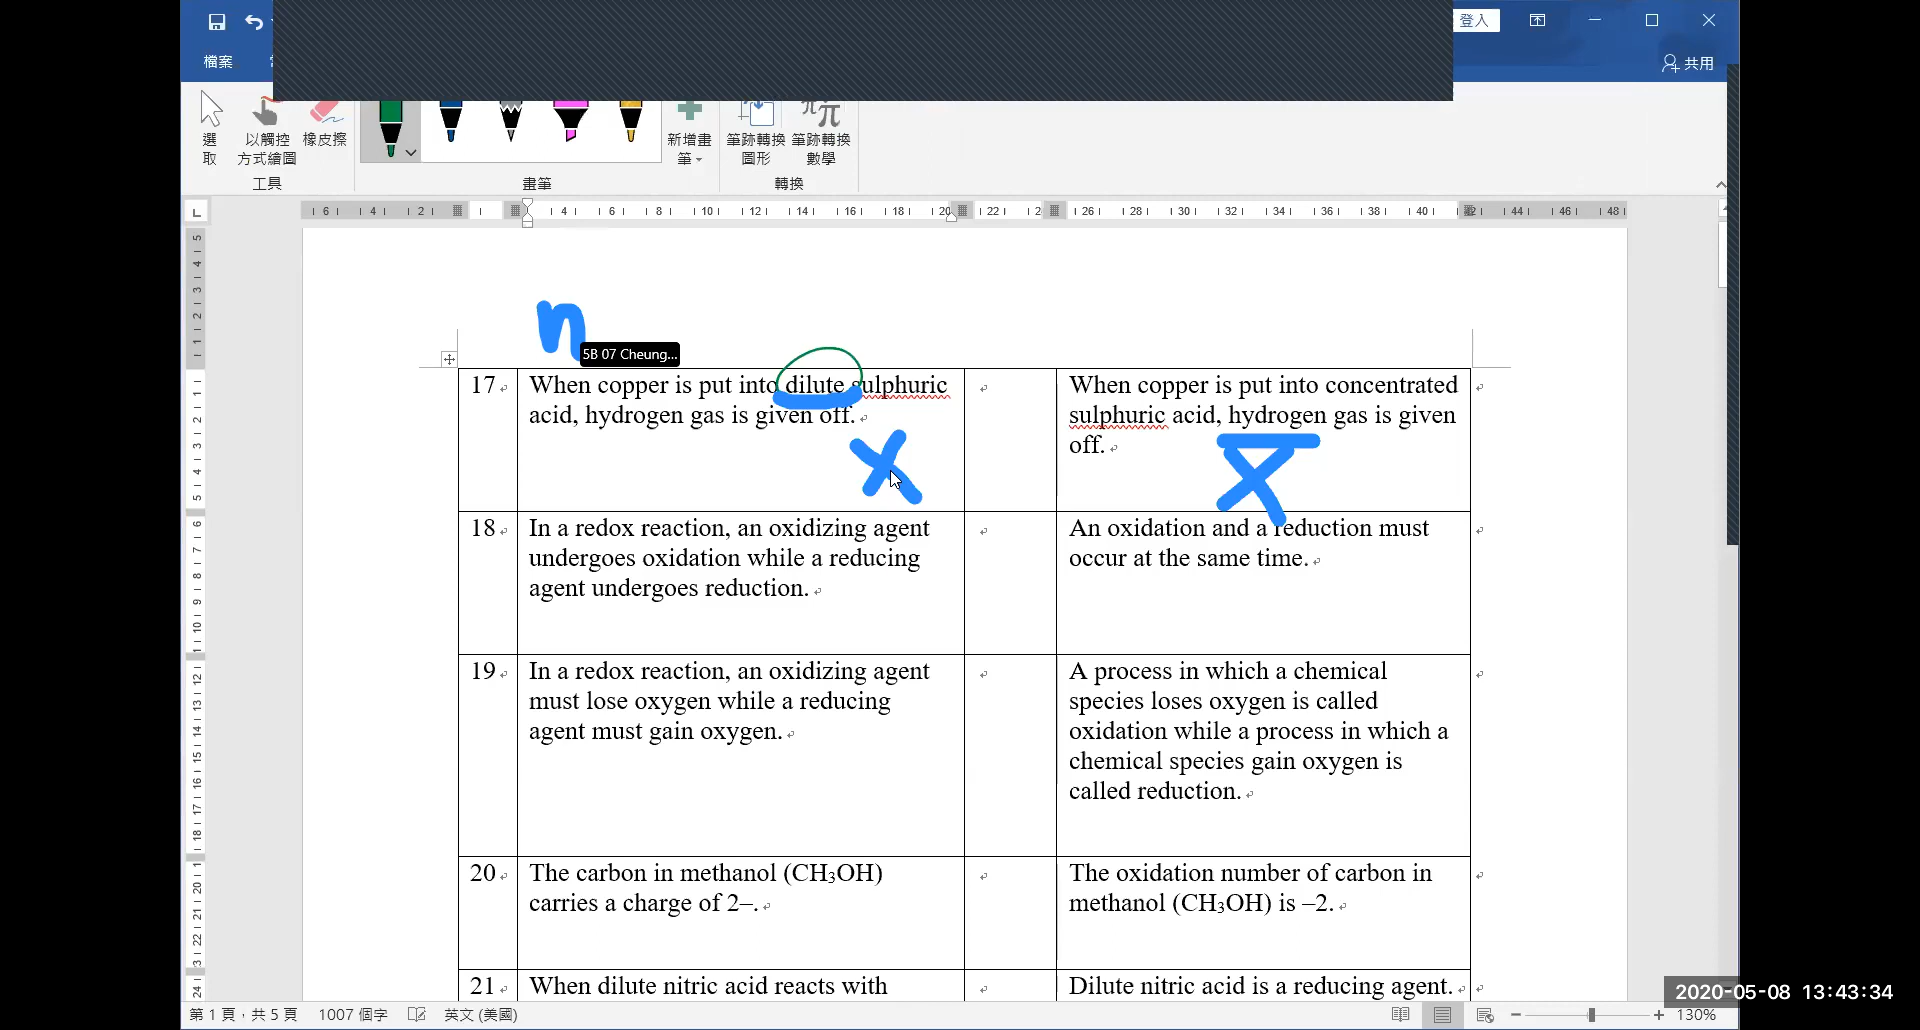 登入
檔案
共用
選取
以觸控方式繪圖
橡皮擦
新增畫筆
筆跡轉換圖形
筆跡轉換數學
工具
畫筆
轉換
n
5B 07 Cheung...
17 When copper is put into dilute sulphuric
acid, hydrogen gas is given off.
When copper is put into concentrated
sulphuric acid, hydrogen gas is given
off.
X
X
18 In a redox reaction, an oxidizing agent
undergoes oxidation while a reducing
agent undergoes reduction.
An oxidation and a reduction must
occur at the same time.
19 In a redox reaction, an oxidizing agent
must lose oxygen while a reducing
agent must gain oxygen.
A process in which a chemical
species loses oxygen is called
oxidation while a process in which a
chemical species gain oxygen is
called reduction.
20 The carbon in methanol (CH₃OH)
carries a charge of 2–.
The oxidation number of carbon in
methanol (CH₃OH) is –2.
21 When dilute nitric acid reacts with
Dilute nitric acid is a reducing agent.
2020-05-08 13:43:34
第 1 頁，共 5 頁 1007 個字 英文 (美國) 130%